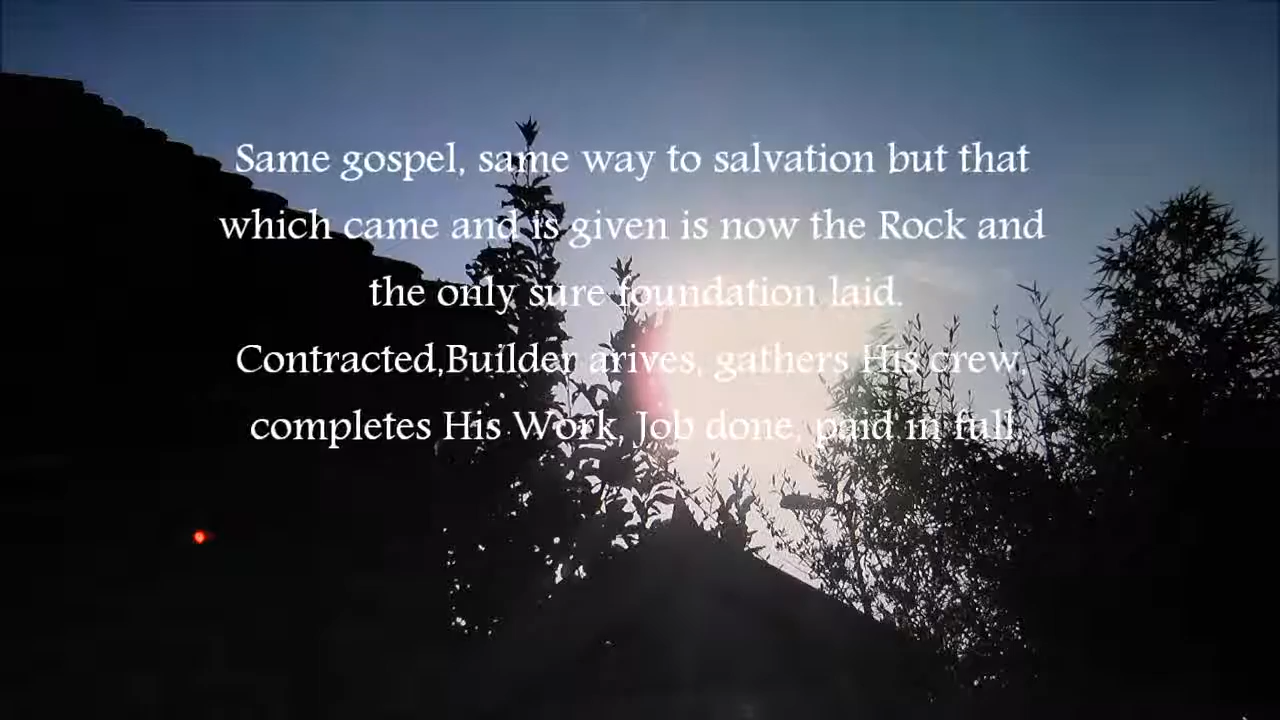 Same gospel, same way to salvation but that
which came and is given is now the Rock and
the only sure foundation laid.
Contracted,Builder arives, gathers His crew,
completes His Work, Job done, paid in full